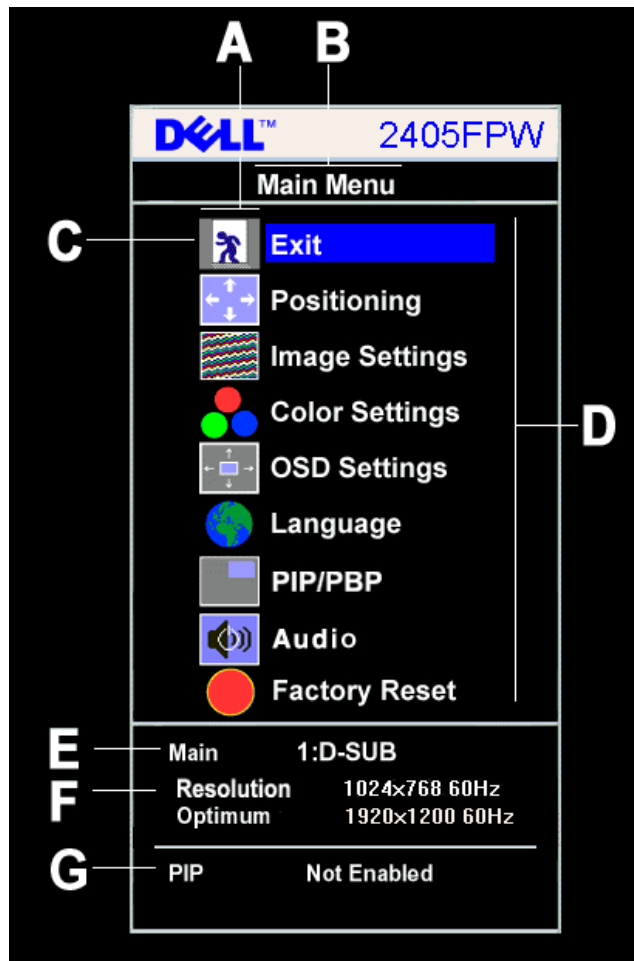 A B
DELL™ 2405FPW
Main Menu
C
Exit
Positioning
Image Settings
Color Settings
D
OSD Settings
Language
PIP/PBP
Audio
Factory Reset
E Main 1:D-SUB
F Resolution 1024x768 60Hz
Optimum 1920x1200 60Hz
G PIP Not Enabled